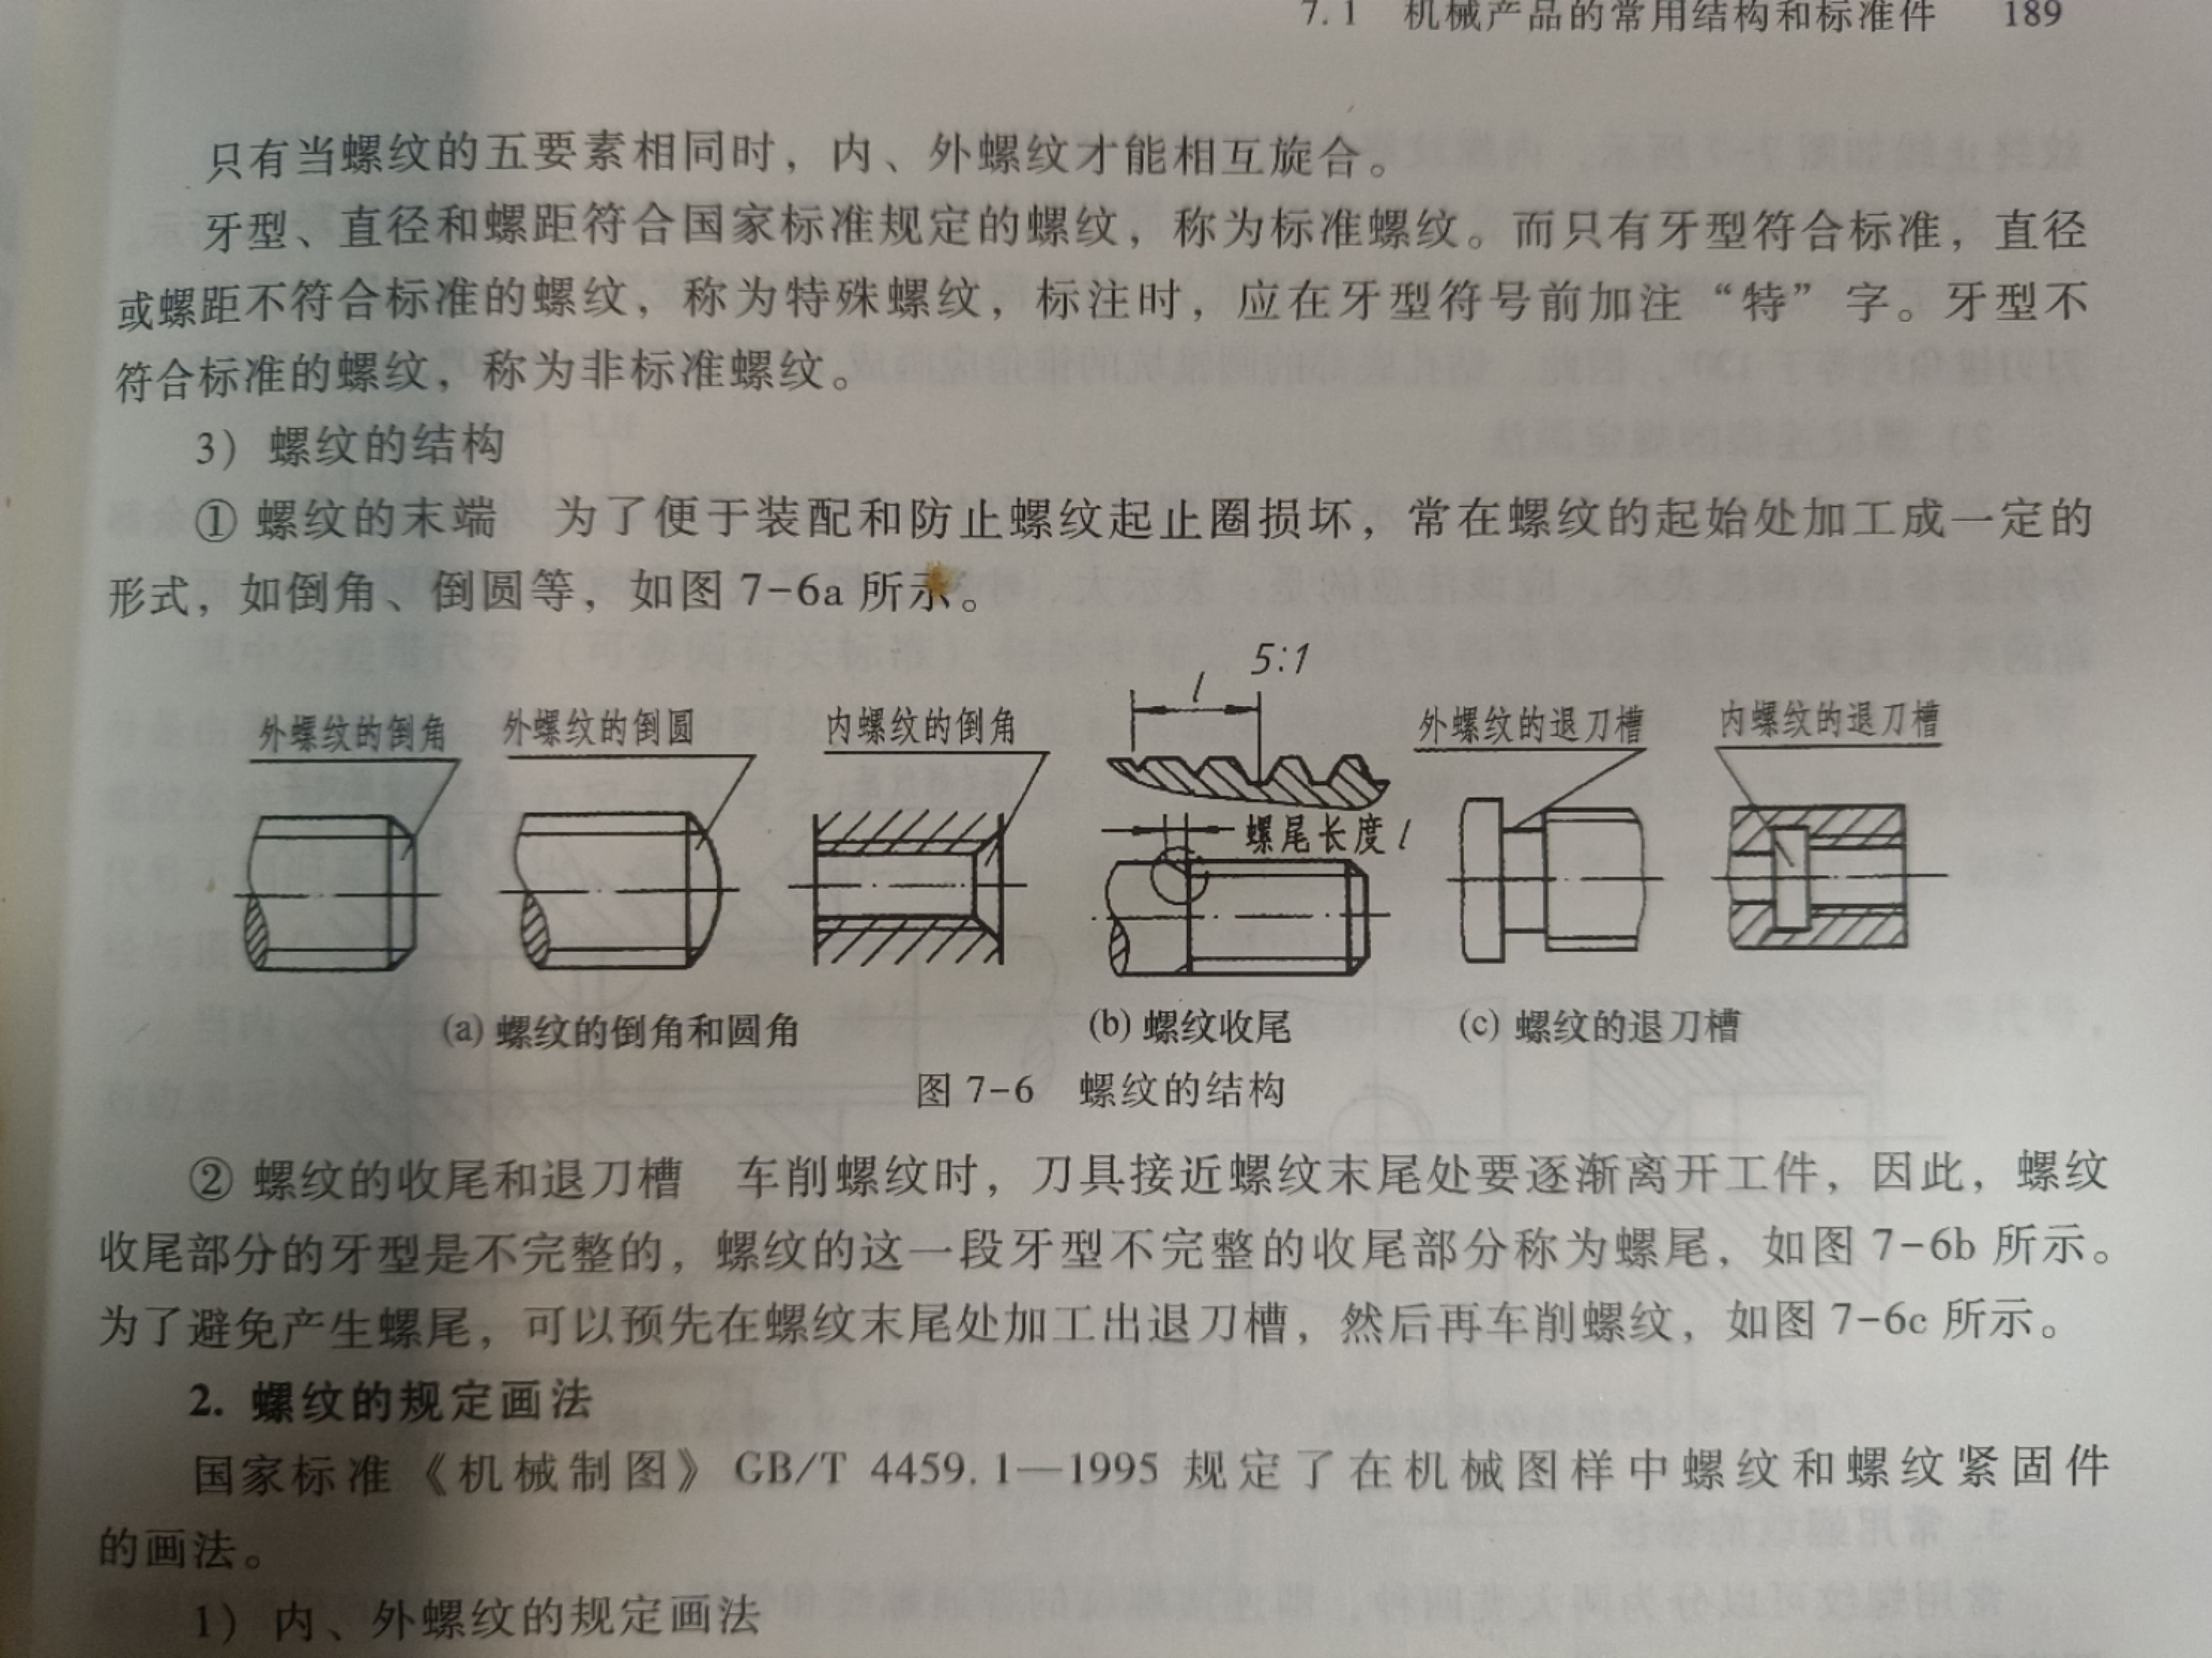 7.1 机械产品的常用结构和标准件 189
只有当螺纹的五要素相同时，内、外螺纹才能相互旋合。
牙型、直径和螺距符合国家标准规定的螺纹，称为标准螺纹。而只有牙型符合标准，直径
或螺距不符合标准的螺纹，称为特殊螺纹，标注时，应在牙型符号前加注“特”字。牙型不
符合标准的螺纹，称为非标准螺纹。
3）螺纹的结构
① 螺纹的末端 为了便于装配和防止螺纹起止圈损坏，常在螺纹的起始处加工成一定的
形式，如倒角、倒圆等，如图 7-6a 所示。
5:1
l
外螺纹的倒角 外螺纹的倒圆 内螺纹的倒角 外螺纹的退刀槽 内螺纹的退刀槽
螺尾长度 l
(a) 螺纹的倒角和圆角 (b) 螺纹收尾 (c) 螺纹的退刀槽
图 7-6 螺纹的结构
② 螺纹的收尾和退刀槽 车削螺纹时，刀具接近螺纹末尾处要逐渐离开工件，因此，螺纹
收尾部分的牙型是不完整的，螺纹的这一段牙型不完整的收尾部分称为螺尾，如图 7-6b 所示。
为了避免产生螺尾，可以预先在螺纹末尾处加工出退刀槽，然后再车削螺纹，如图 7-6c 所示。
2. 螺纹的规定画法
国家标准《机械制图》GB/T 4459.1—1995 规定了在机械图样中螺纹和螺纹紧固件
的画法。
1）内、外螺纹的规定画法